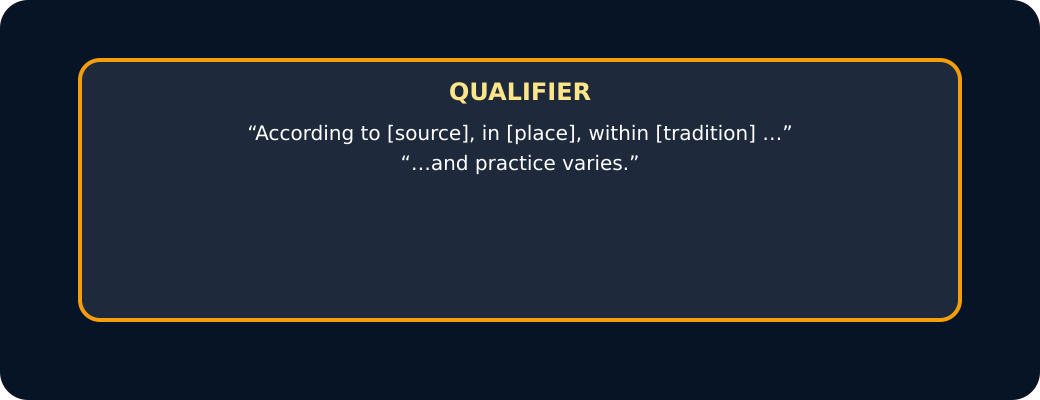 QUALIFIER
“According to [source], in [place], within [tradition] …”
“…and practice varies.”